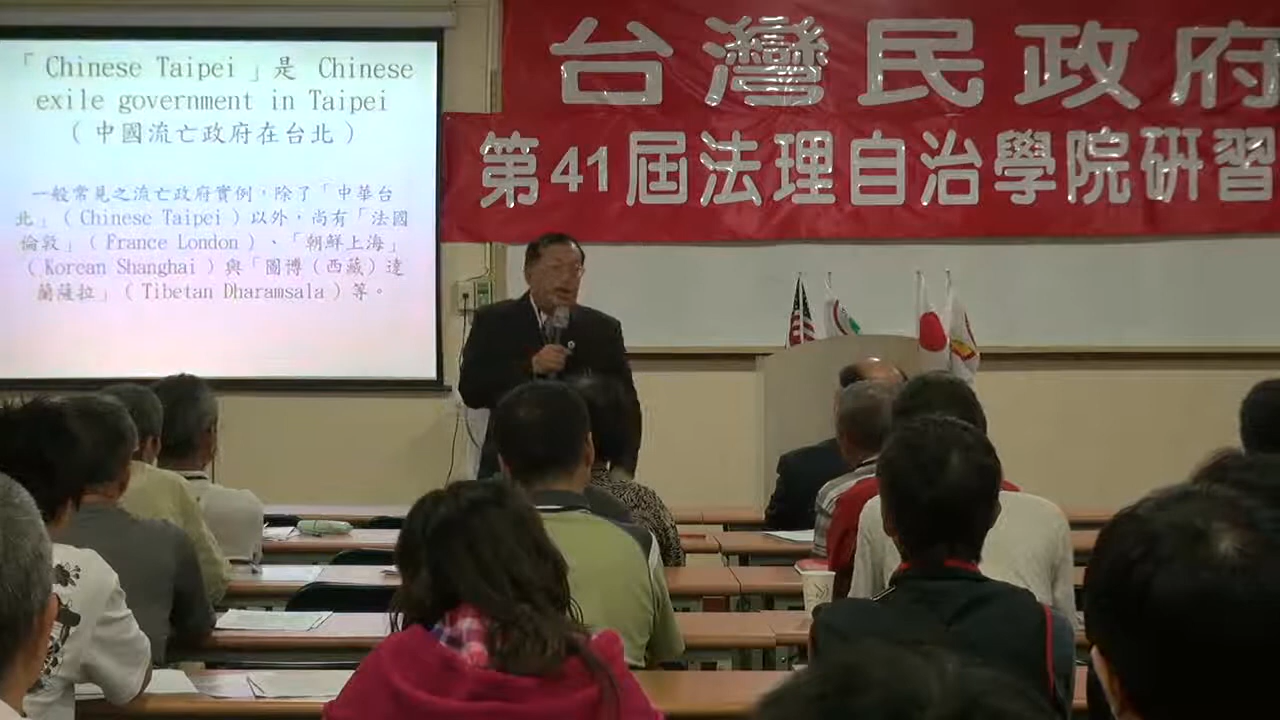 「Chinese Taipei」是 Chinese
exile government in Taipei
(中國流亡政府在台北)
一般常見之流亡政府實例，除了「中華台
北」(Chinese Taipei)以外，尚有「法國
倫敦」(France London)、「朝鮮上海」
(Korean Shanghai)與「圖博(西藏)達
蘭薩拉」(Tibetan Dharamsala)等。
台灣民政府
第41屆法理自治學院研習